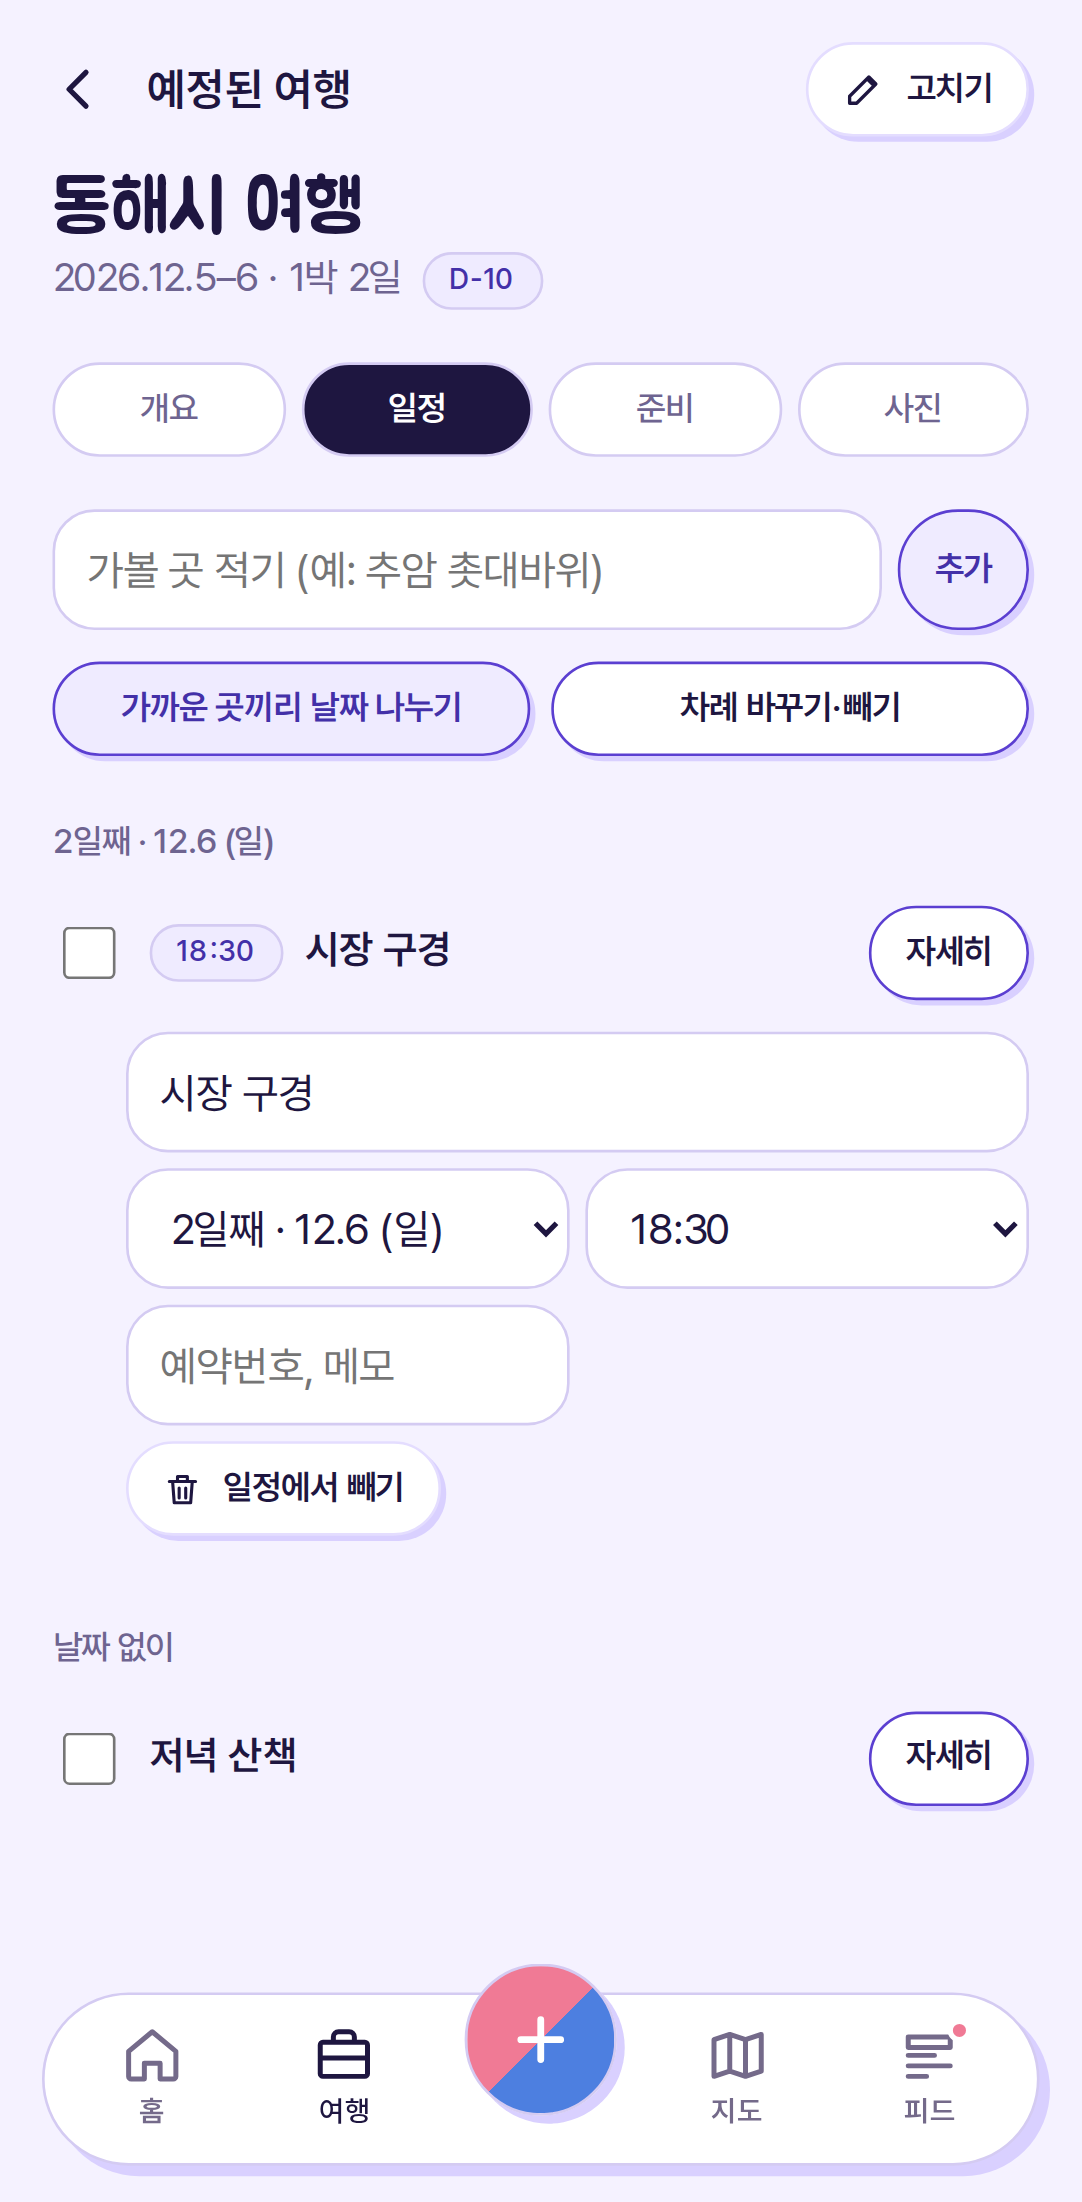 예정된 여행
고치기
동해시 여행
2026.12.5–6 · 1박 2일
D-10
개요
일정
준비
사진
가볼 곳 적기 (예: 추암 촛대바위)
추가
가까운 곳끼리 날짜 나누기
차례 바꾸기·빼기
2일째 · 12.6 (일)
18:30 시장 구경
자세히
시장 구경
2일째 · 12.6 (일)
18:30
예약번호, 메모
일정에서 빼기
날짜 없이
저녁 산책
자세히
홈
여행
지도
피드